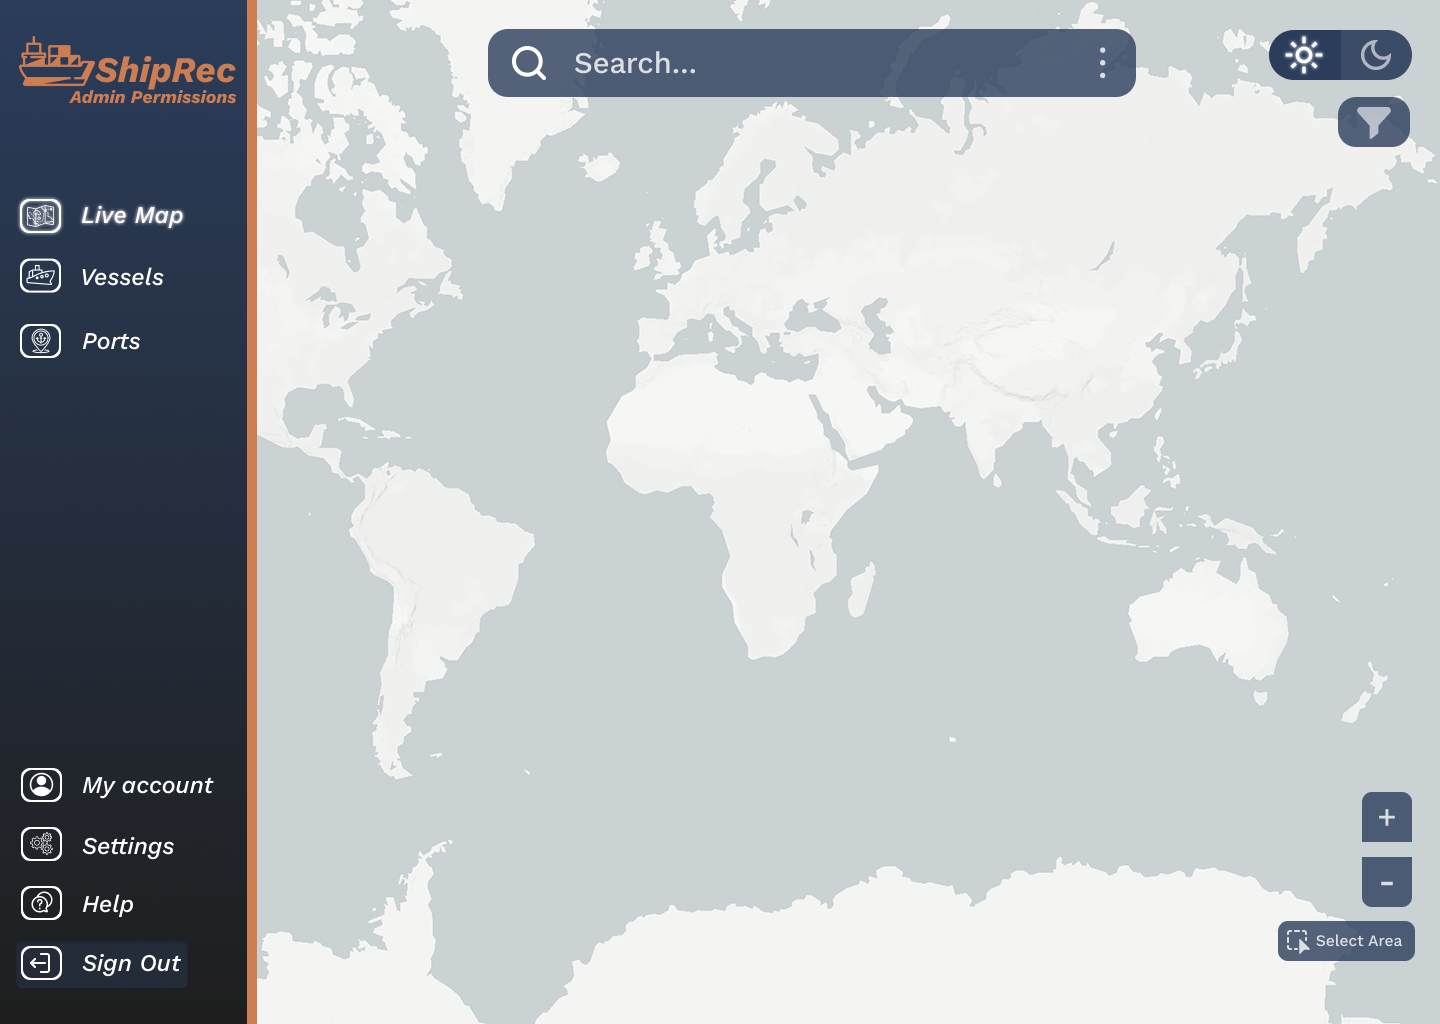 ShipRec
Admin Permissions
Search...
Live Map
Vessels
Ports
My account
Settings
Help
Sign Out
+
-
Select Area